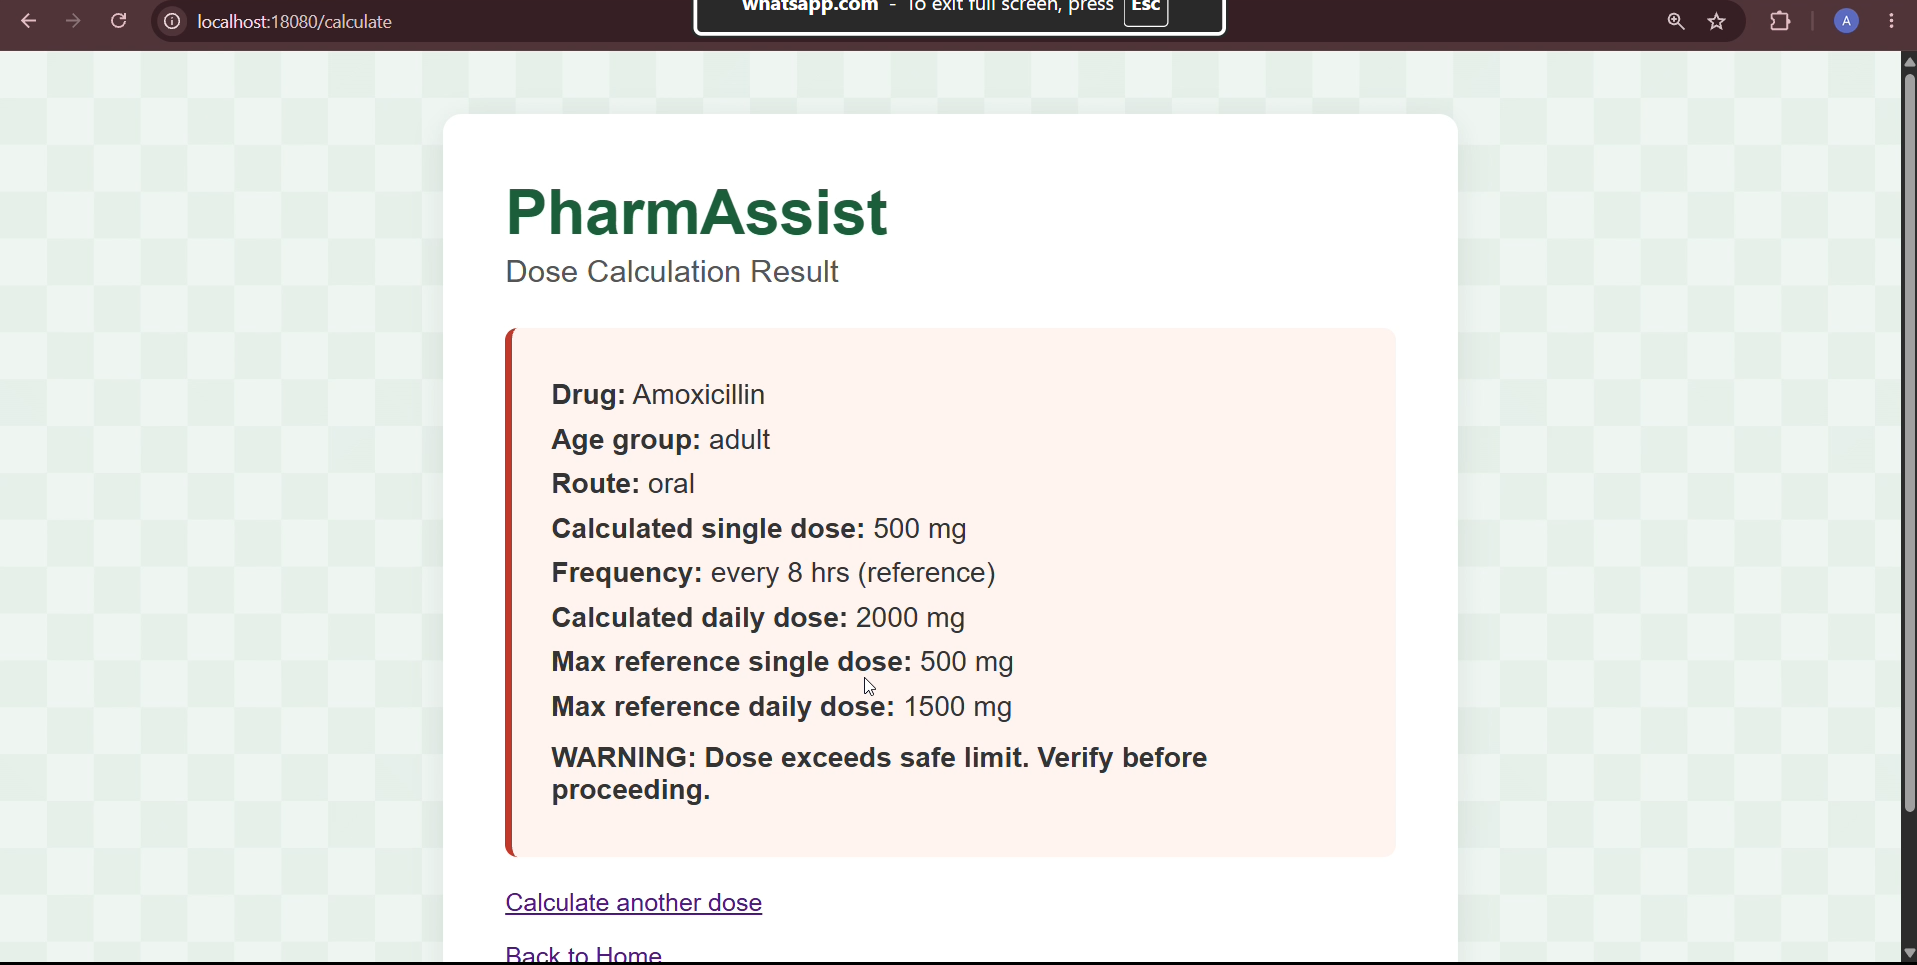 localhost:18080/calculate
whatsapp.com - To exit full screen, press Esc
A
PharmAssist
Dose Calculation Result
Drug: Amoxicillin
Age group: adult
Route: oral
Calculated single dose: 500 mg
Frequency: every 8 hrs (reference)
Calculated daily dose: 2000 mg
Max reference single dose: 500 mg
Max reference daily dose: 1500 mg
WARNING: Dose exceeds safe limit. Verify before
proceeding.
Calculate another dose
Back to Home